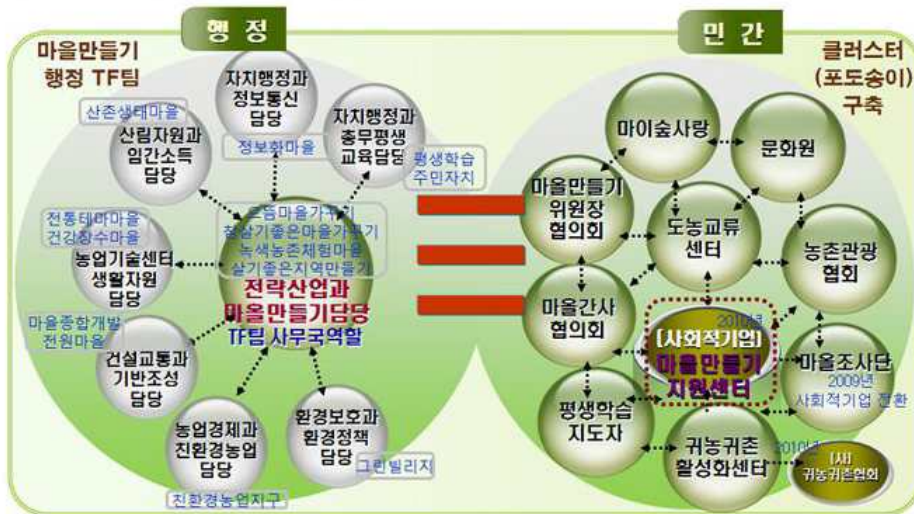 행 정
민 간
마을만들기
행정 TF팀
클러스터
(포도송이)
구축
자치행정과
정보통신
담당
정보화마을
자치행정과
총무평생
교육담당
평생학습
주민자치
산촌생태마을
산림자원과
임간소득
담당
전통테마마을
건강장수마을
농업기술센터
생활자원
담당
마을종합개발
전원마을
건설교통과
기반조성
담당
농업경제과
친환경농업
담당
친환경농업지구
환경보호과
환경정책
담당
그린빌리지
으뜸마을가꾸기
참살기좋은마을가꾸기
녹색농촌체험마을
살기좋은지역만들기
전략산업과
마을만들기담당
TF팀 사무국역할
마이숲사랑
문화원
마을만들기
위원장
협의회
도농교류
센터
농촌관광
협회
마을간사
협의회
2010년
(사회적기업)
마을만들기
지원센터
마을조사단
2009년
사회적기업 전환
평생학습
지도자
귀농귀촌
활성화센터
2010년
(사)
귀농귀촌협회